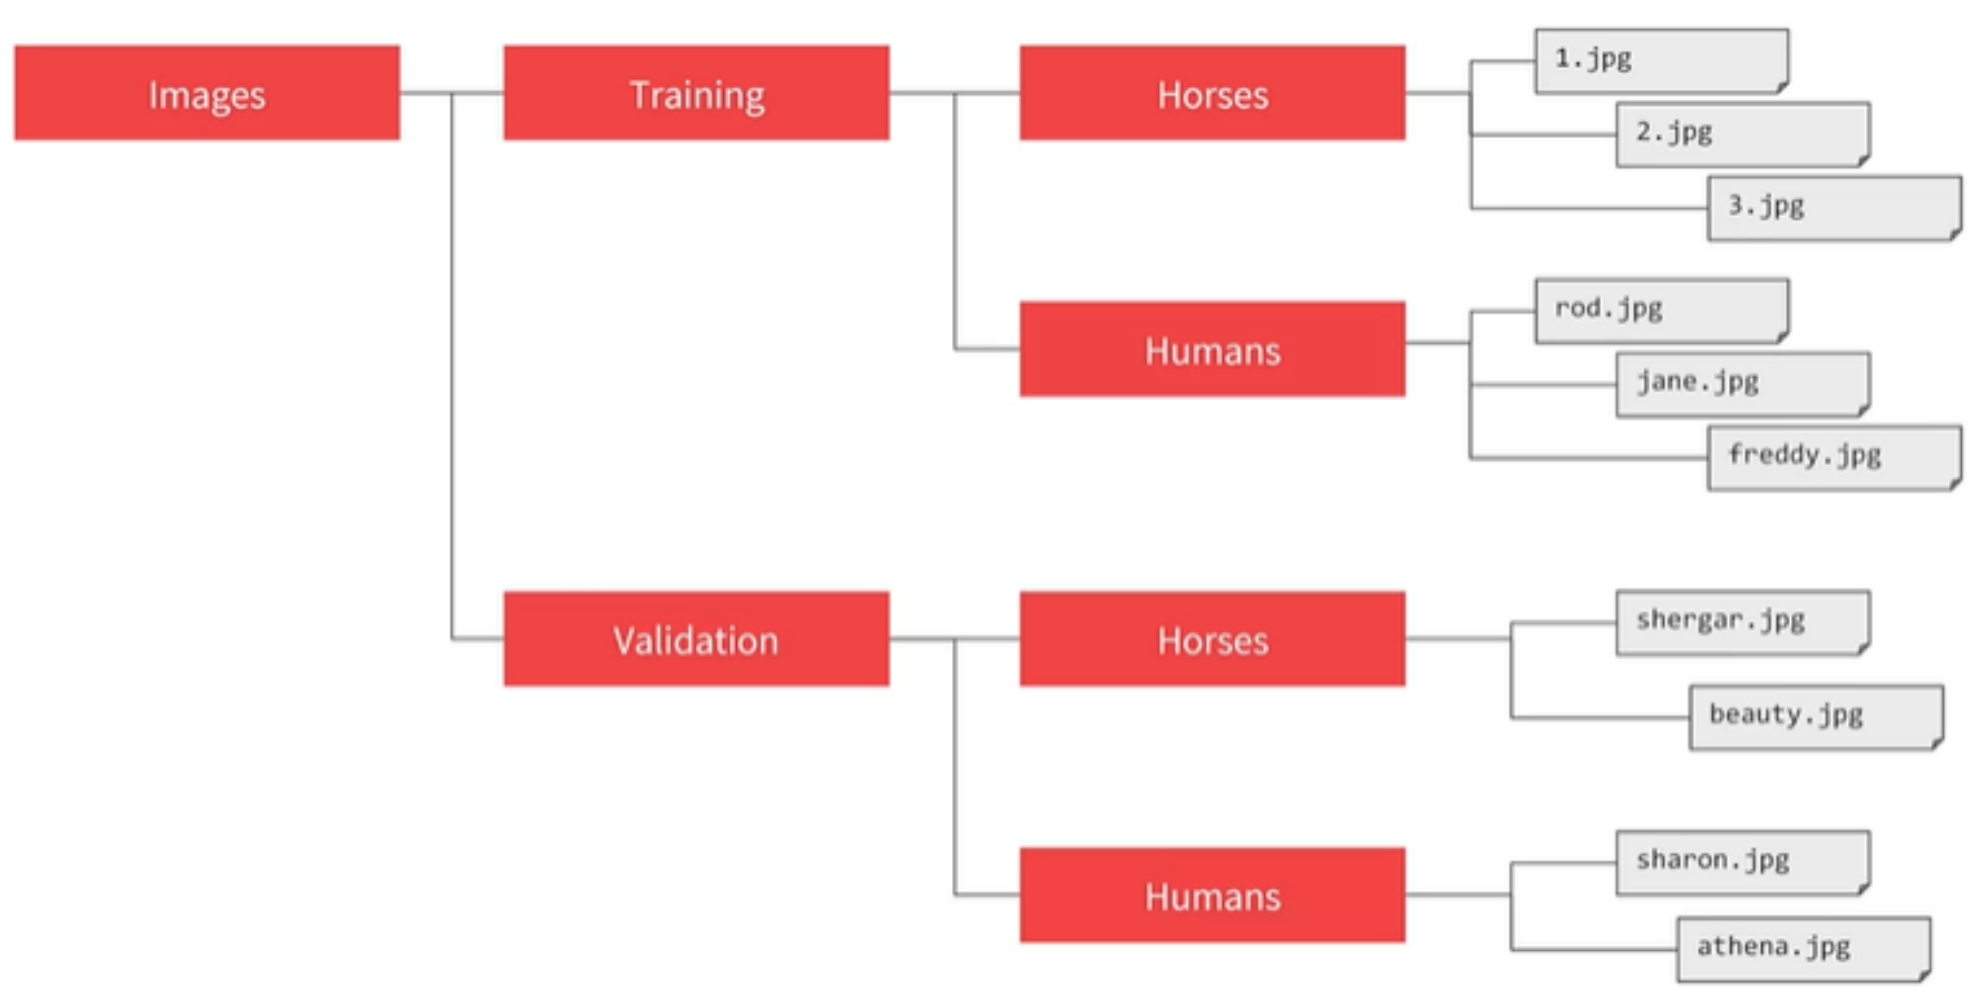 Images
Training
Horses
1.jpg
2.jpg
3.jpg
Humans
rod.jpg
jane.jpg
freddy.jpg
Validation
Horses
shergar.jpg
beauty.jpg
Humans
sharon.jpg
athena.jpg